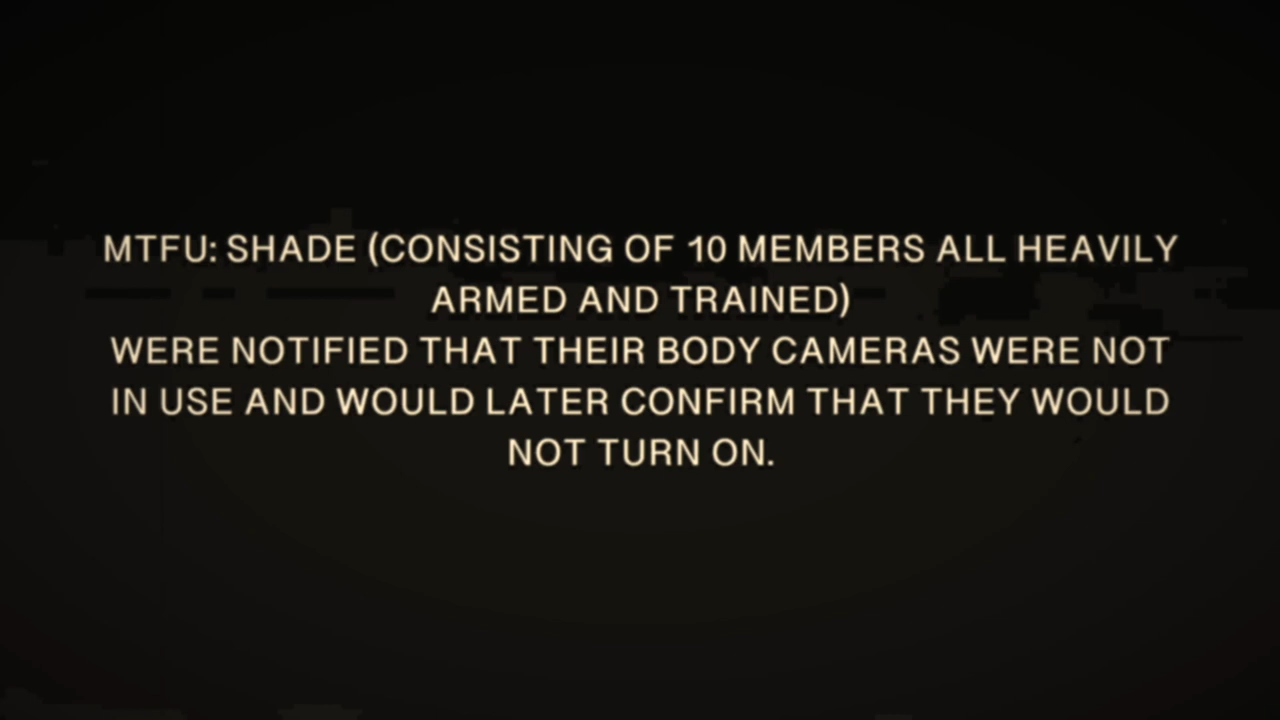 MTFU: SHADE (CONSISTING OF 10 MEMBERS ALL HEAVILY
ARMED AND TRAINED)
WERE NOTIFIED THAT THEIR BODY CAMERAS WERE NOT
IN USE AND WOULD LATER CONFIRM THAT THEY WOULD
NOT TURN ON.